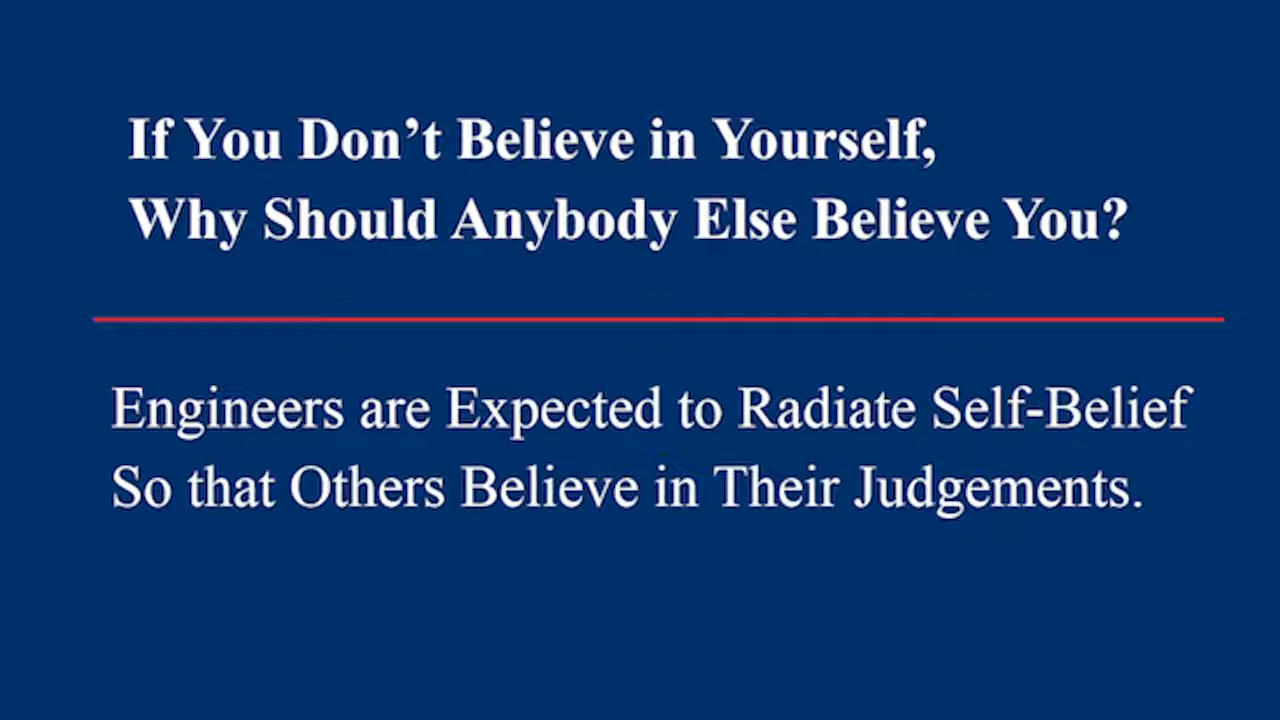 If You Don’t Believe in Yourself,
Why Should Anybody Else Believe You?
Engineers are Expected to Radiate Self-Belief
So that Others Believe in Their Judgements.